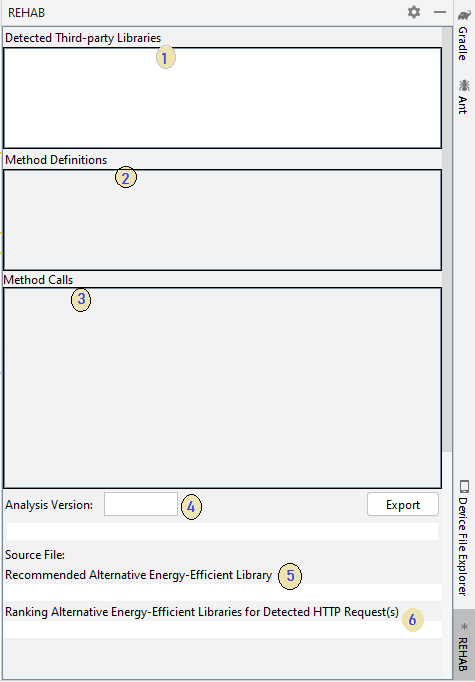 REHAB
Detected Third-party Libraries
1
Method Definitions
2
Method Calls
3
Analysis Version:
4
Export
Source File:
Recommended Alternative Energy-Efficient Library
5
Ranking Alternative Energy-Efficient Libraries for Detected HTTP Request(s)
6
Gradle
Ant
Device File Explorer
REHAB